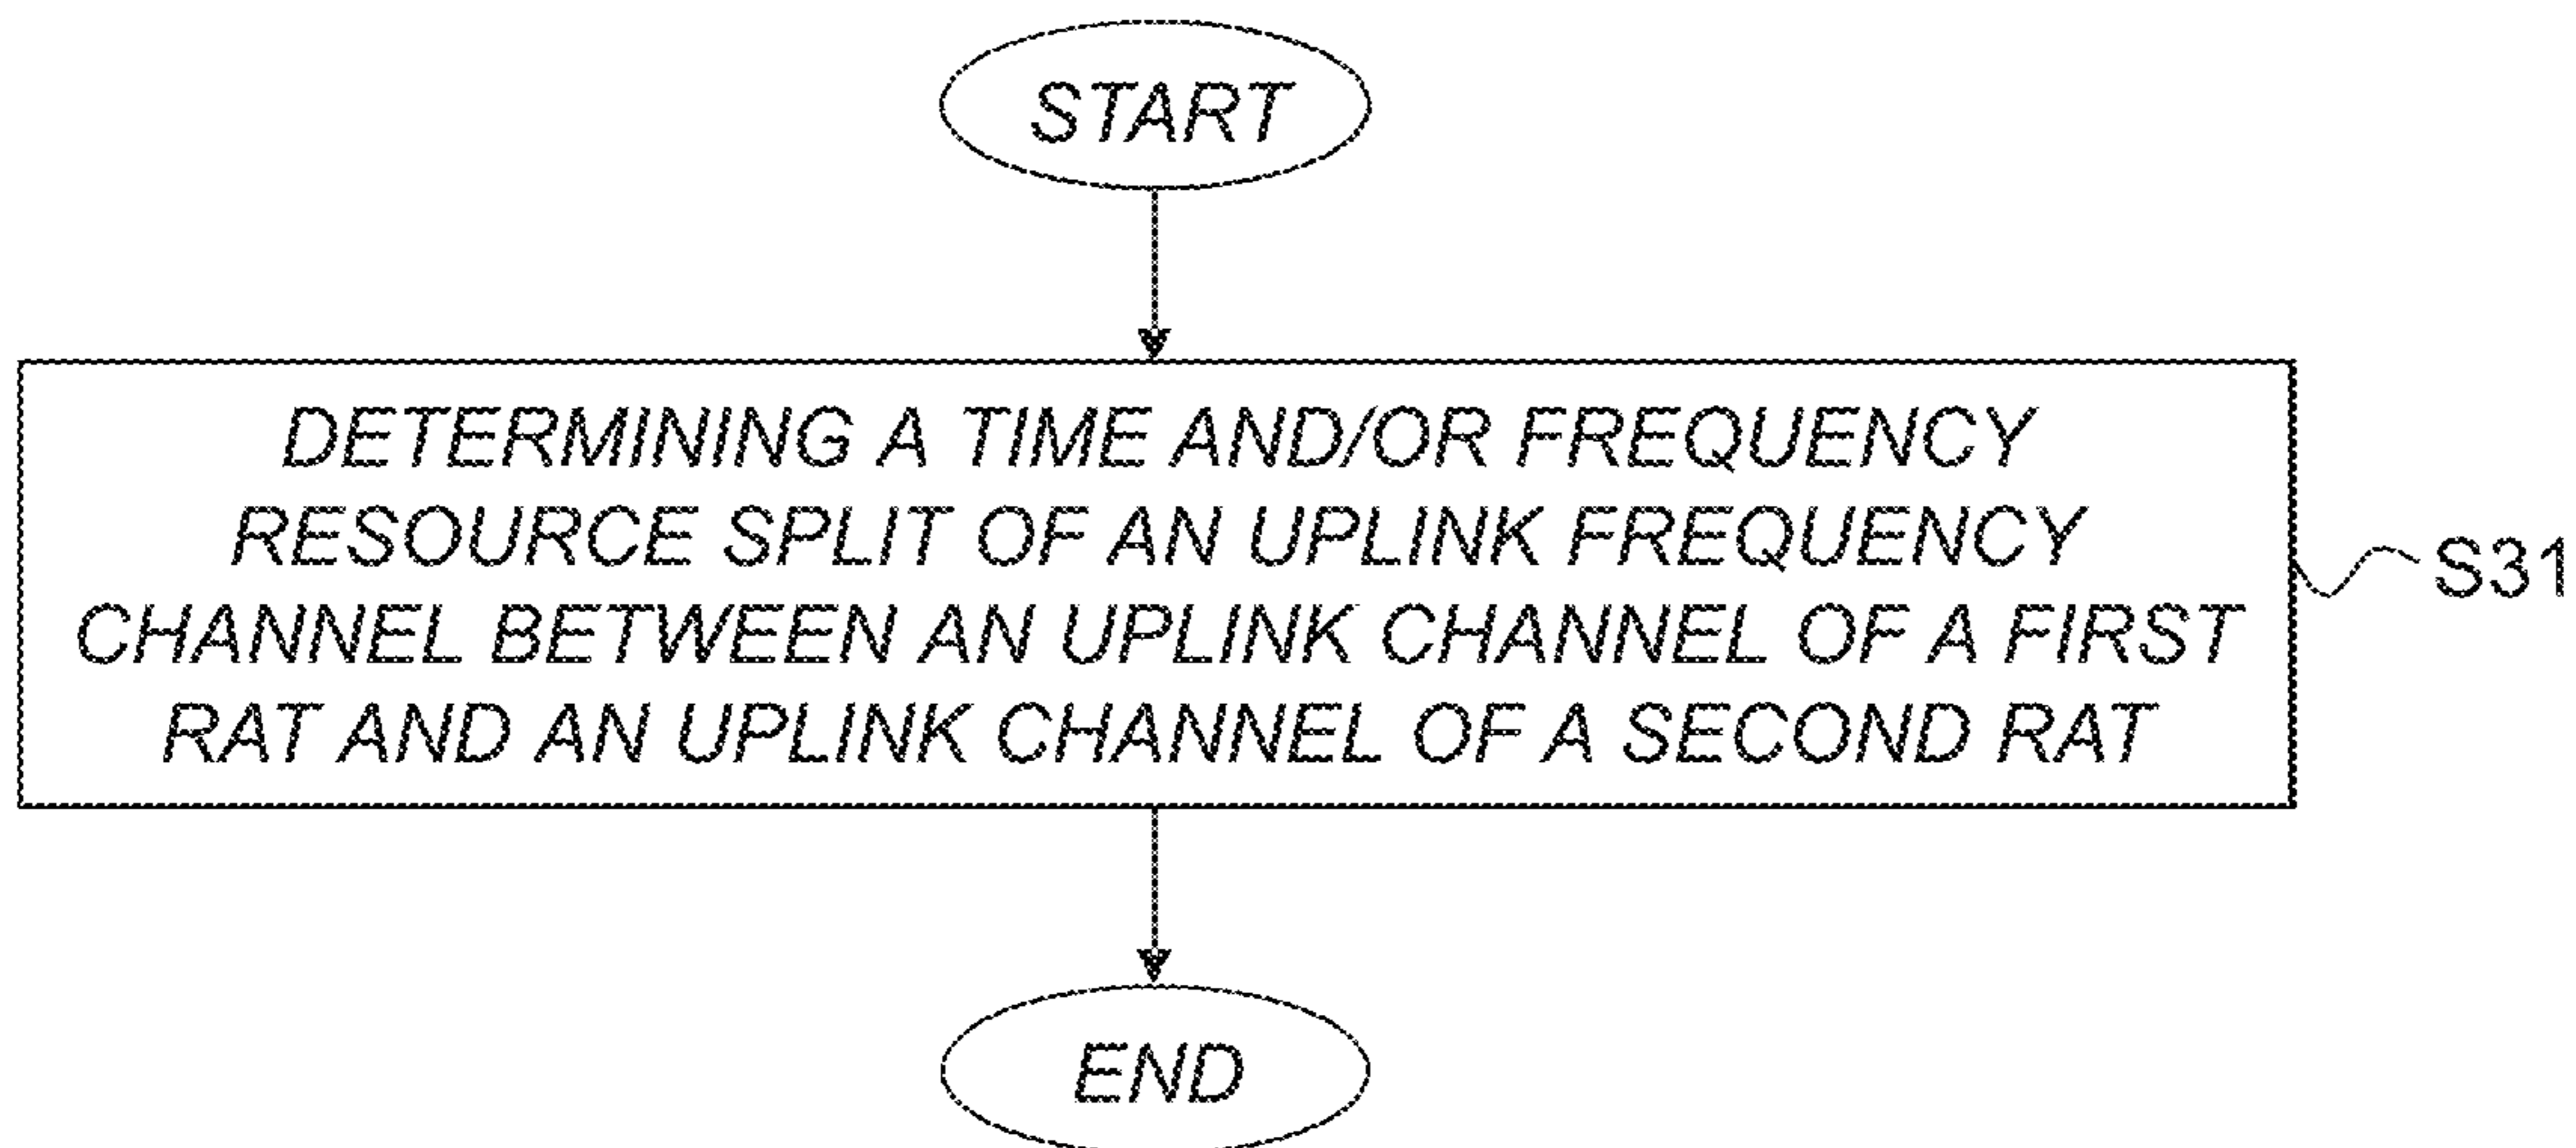 START
DETERMINING A TIME AND/OR FREQUENCY
RESOURCE SPLIT OF AN UPLINK FREQUENCY
CHANNEL BETWEEN AN UPLINK CHANNEL OF A FIRST
RAT AND AN UPLINK CHANNEL OF A SECOND RAT
S31
END